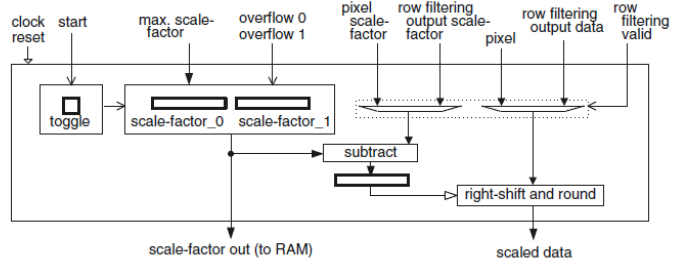 clock
reset
start
max. scale-
factor
overflow 0
overflow 1
pixel
scale-
factor
row filtering
output scale-
factor
pixel
row filtering
output data
row
filtering
valid
toggle
scale-factor_0
scale-factor_1
subtract
right-shift and round
scale-factor out (to RAM)
scaled data